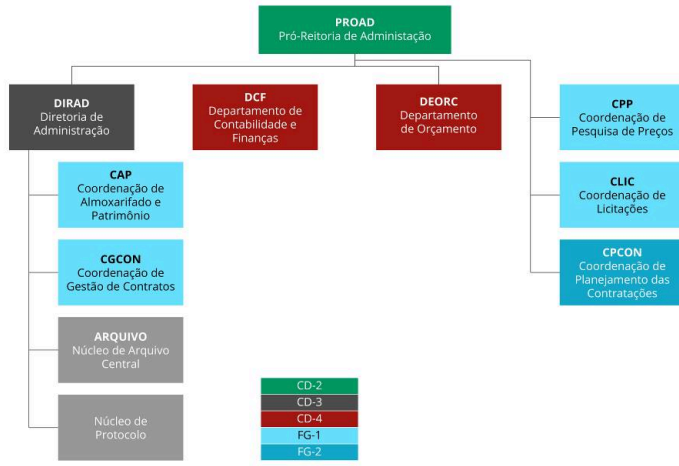 PROAD
Pró-Reitoria de Administação
DIRAD
Diretoria de
Administração
DCF
Departamento de
Contabilidade e
Finanças
DEORC
Departamento
de Orçamento
CPP
Coordenação de
Pesquisa de Preços
CAP
Coordenação de
Almoxarifado e
Patrimônio
CLIC
Coordenação de
Licitações
CGCON
Coordenação de
Gestão de Contratos
CPCON
Coordenação de
Planejamento das
Contratações
ARQUIVO
Núcleo de Arquivo
Central
Núcleo de
Protocolo
CD-2
CD-3
CD-4
FG-1
FG-2